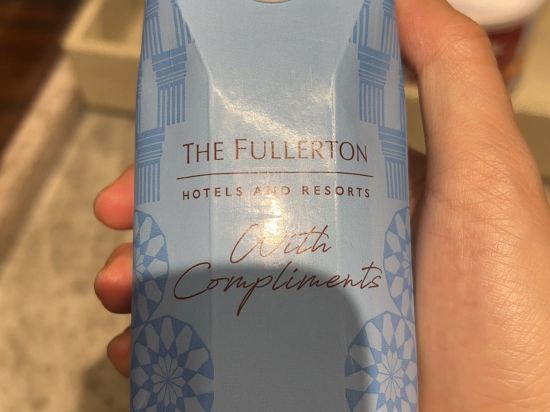 THE FULLERTON
HOTELS AND RESORTS
With
Compliments